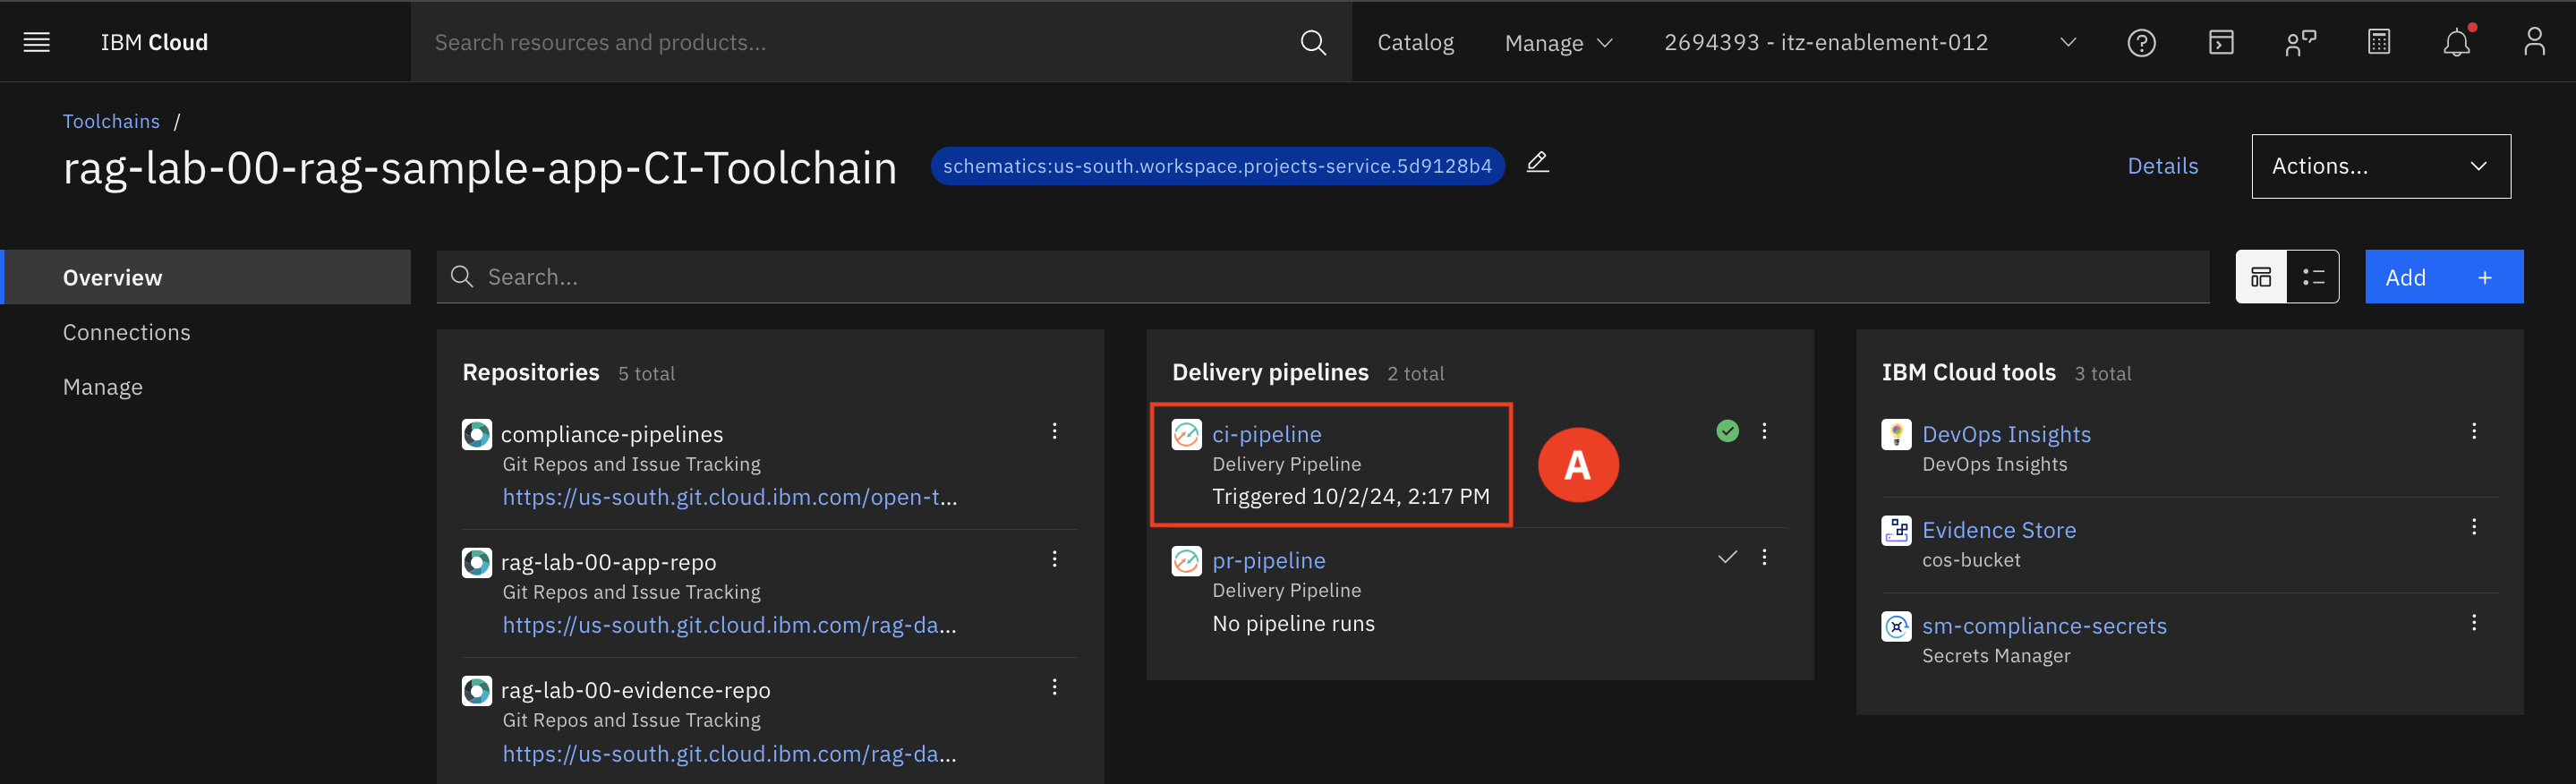 IBM Cloud
Search resources and products...
Catalog
Manage
2694393 - itz-enablement-012
Toolchains /
rag-lab-00-rag-sample-app-CI-Toolchain
schematics:us-south.workspace.projects-service.5d9128b4
Details
Actions...
Overview
Connections
Manage
Search...
Add +
Repositories 5 total
compliance-pipelines
Git Repos and Issue Tracking
https://us-south.git.cloud.ibm.com/open-t...
rag-lab-00-app-repo
Git Repos and Issue Tracking
https://us-south.git.cloud.ibm.com/rag-da...
rag-lab-00-evidence-repo
Git Repos and Issue Tracking
https://us-south.git.cloud.ibm.com/rag-da...
Delivery pipelines 2 total
ci-pipeline
Delivery Pipeline
Triggered 10/2/24, 2:17 PM
A
pr-pipeline
Delivery Pipeline
No pipeline runs
IBM Cloud tools 3 total
DevOps Insights
DevOps Insights
Evidence Store
cos-bucket
sm-compliance-secrets
Secrets Manager